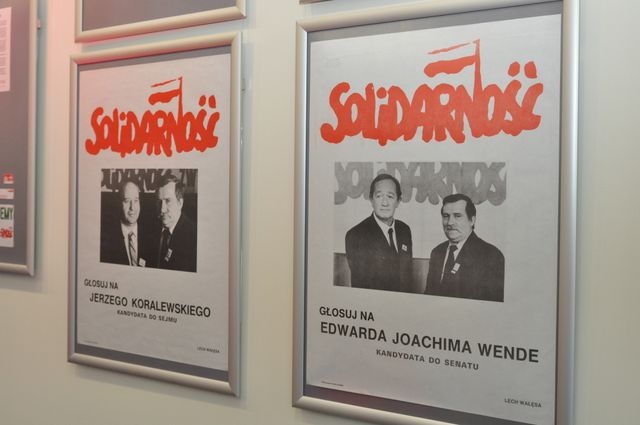 SOLIDARNOŚĆ
GŁOSUJ NA
JERZEGO KORALEWSKIEGO
KANDYDATA DO SEJMU
LECH WAŁĘSA
SOLIDARNOŚĆ
SOLIDARNOŚĆ
GŁOSUJ NA
EDWARDA JOACHIMA WENDE
KANDYDATA DO SENATU
LECH WAŁĘSA
EMY